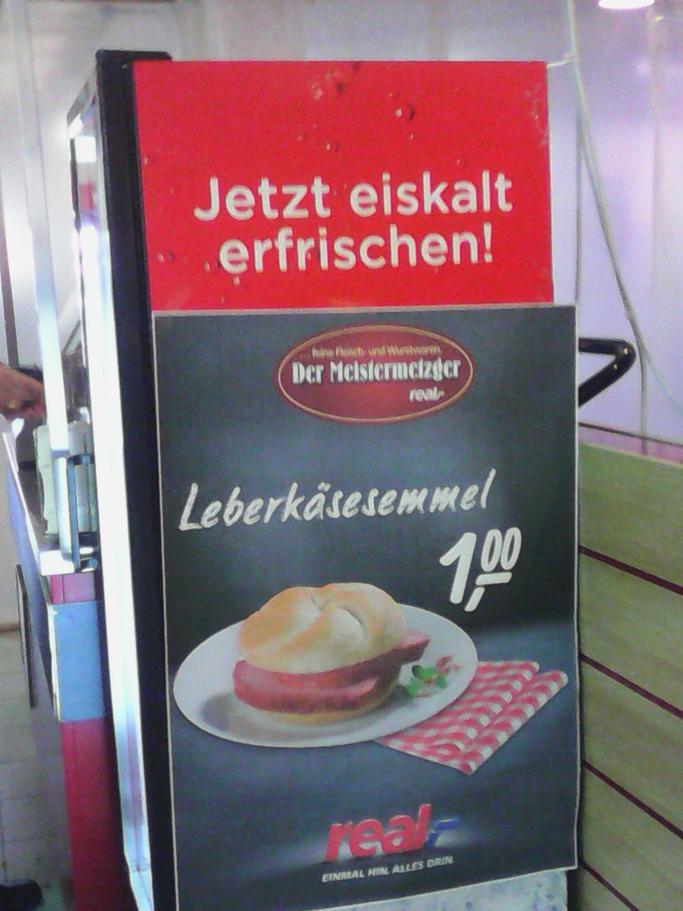 Jetzt eiskalt
erfrischen!
... feine Fleisch- und Wurstwaren.
Der Meistermetzger
real,-
Leberkäsesemmel
1,00
real,-
EINMAL HIN. ALLES DRIN.